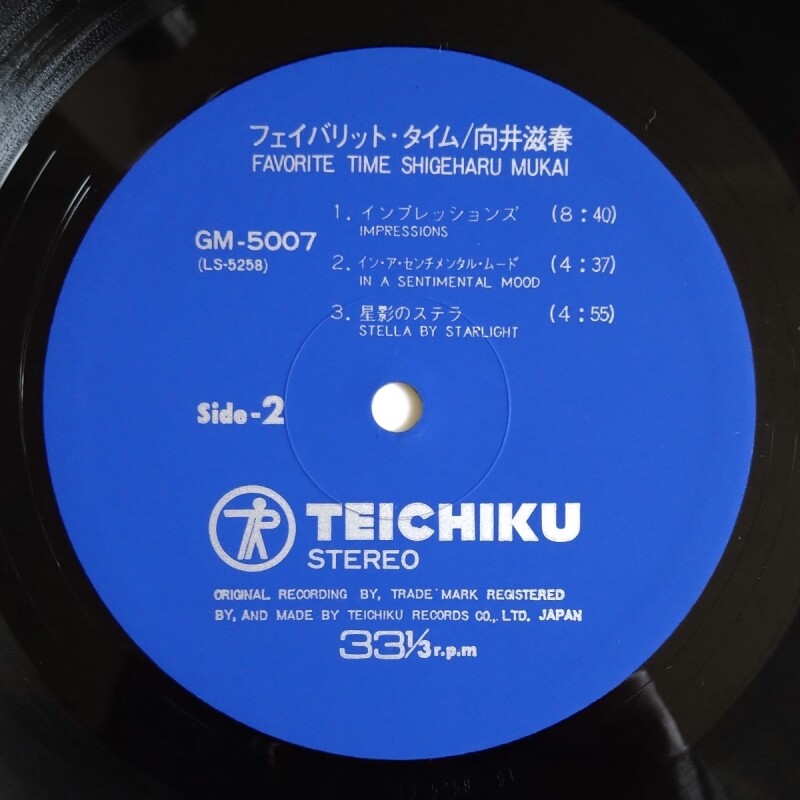 フェイバリット・タイム/向井滋春
FAVORITE TIME SHIGEHARU MUKAI
GM-5007
(LS-5258)
1. インプレッションズ (8:40)
IMPRESSIONS
2. イン・ア・センチメンタル・ムード (4:37)
IN A SENTIMENTAL MOOD
3. 星影のステラ (4:55)
STELLA BY STARLIGHT
Side-2
TEICHIKU
STEREO
ORIGINAL RECORDING BY, TRADE MARK REGISTERED
BY, AND MADE BY TEICHIKU RECORDS CO., LTD. JAPAN
33 1/3 r.p.m